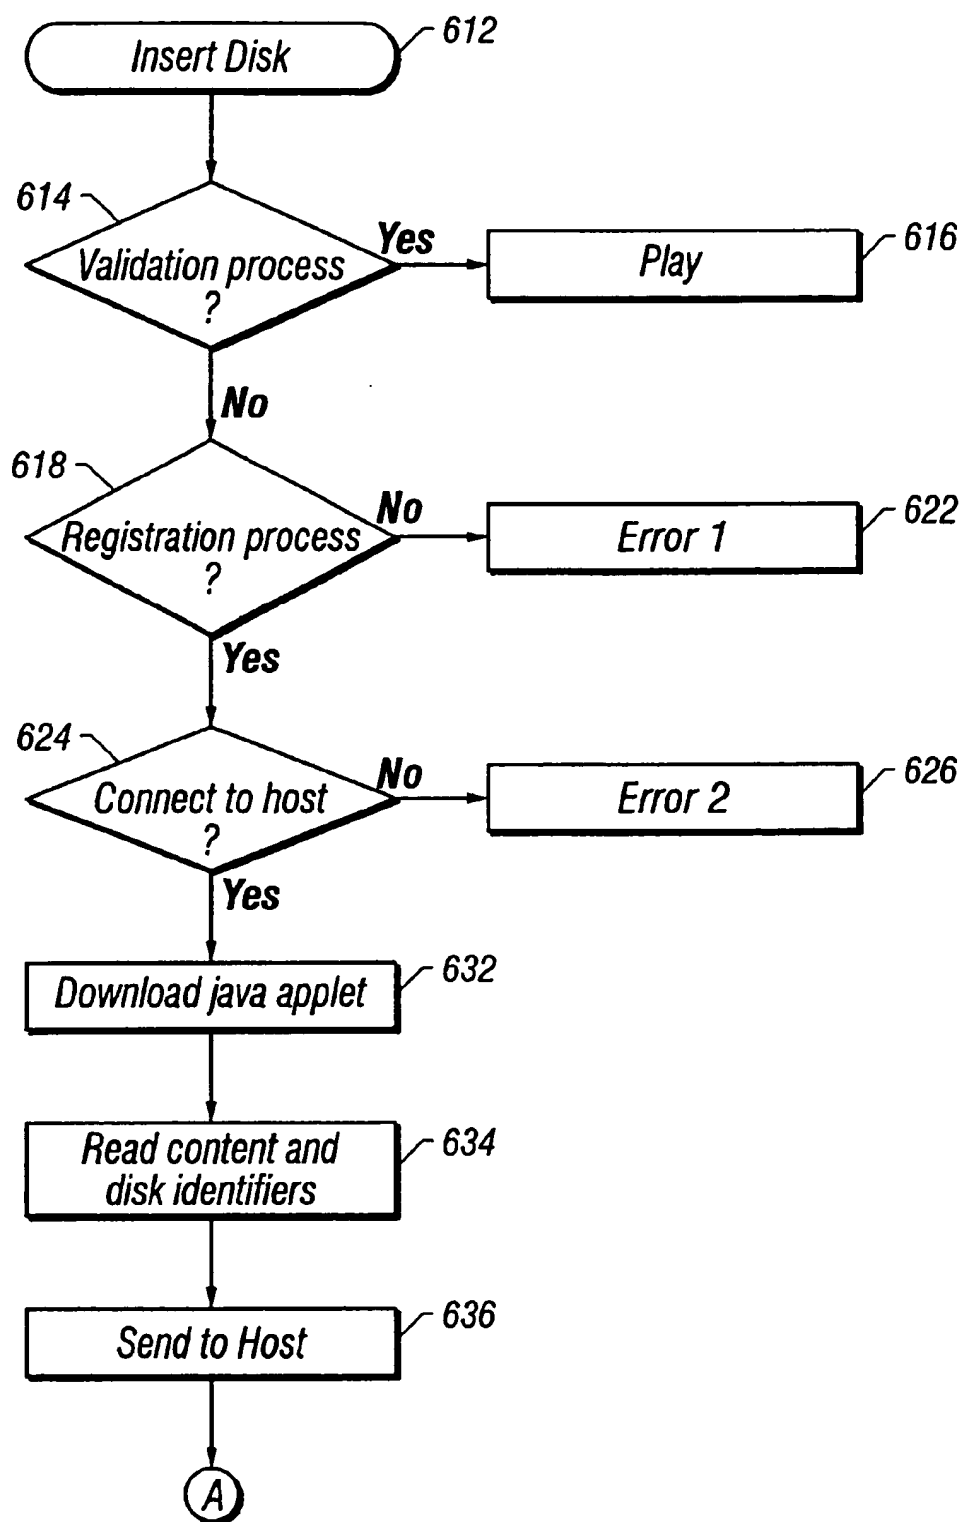 Insert Disk
612
614
Validation process
?
Yes
Play
616
No
618
Registration process
?
No
Error 1
622
Yes
624
Connect to host
?
No
Error 2
626
Yes
Download java applet
632
Read content and
disk identifiers
634
Send to Host
636
A